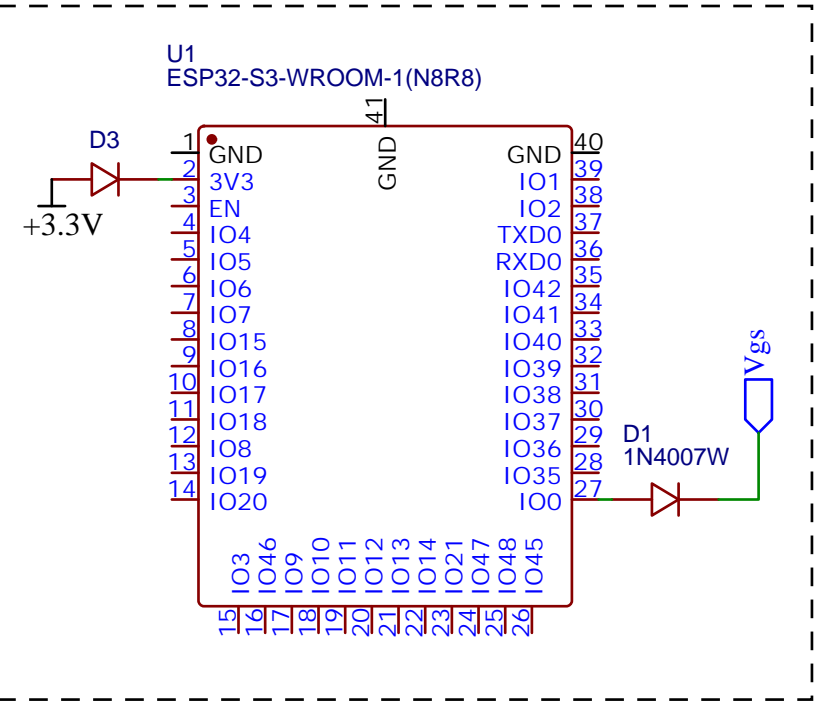 U1
ESP32-S3-WROOM-1(N8R8)
D3
+3.3V
41
GND
1
GND
2
3V3
3
EN
4
IO4
5
IO5
6
IO6
7
IO7
8
IO15
9
IO16
10
IO17
11
IO18
12
IO8
13
IO19
14
IO20
40
GND
39
IO1
38
IO2
37
TXD0
36
RXD0
35
IO42
34
IO41
33
IO40
32
IO39
31
IO38
30
IO37
29
IO36
28
IO35
27
IO0
IO3
IO46
IO9
IO10
IO11
IO12
IO13
IO14
IO21
IO47
IO48
IO45
15
16
17
18
19
20
21
22
23
24
25
26
D1
1N4007W
Vgs